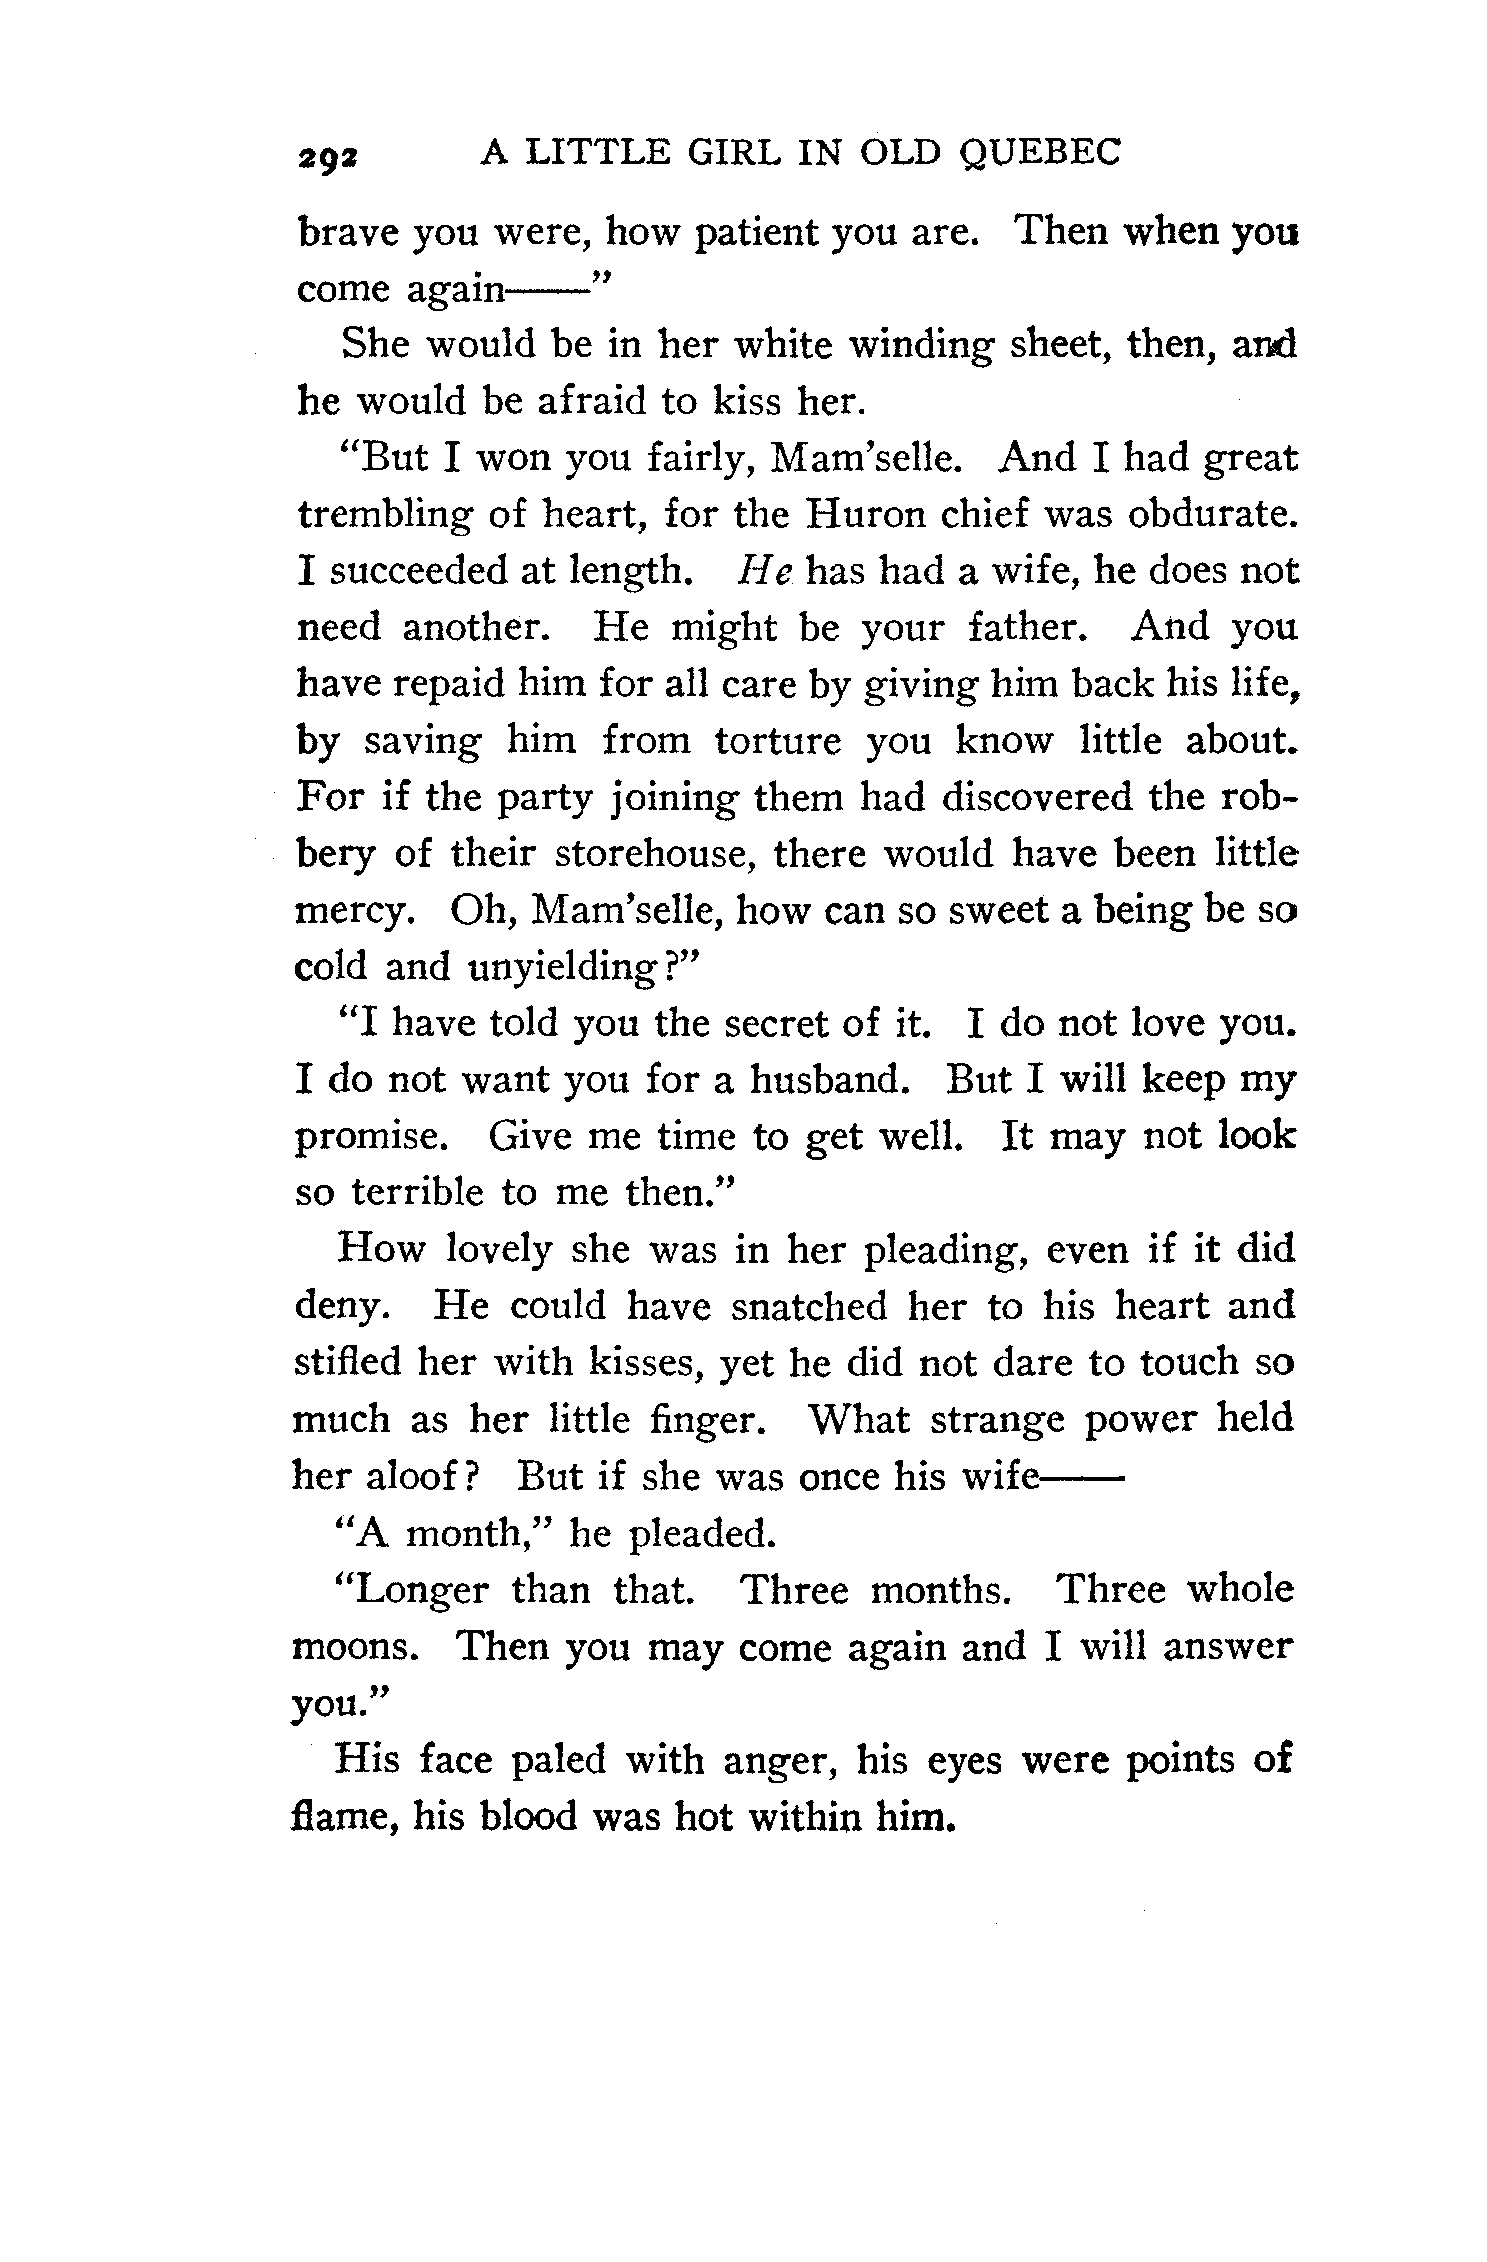 292 A LITTLE GIRL IN OLD QUEBEC
brave you were, how patient you are. Then when you
come again——”
She would be in her white winding sheet, then, and
he would be afraid to kiss her.
“But I won you fairly, Mam’selle. And I had great
trembling of heart, for the Huron chief was obdurate.
I succeeded at length. He has had a wife, he does not
need another. He might be your father. And you
have repaid him for all care by giving him back his life,
by saving him from torture you know little about.
For if the party joining them had discovered the rob-
bery of their storehouse, there would have been little
mercy. Oh, Mam’selle, how can so sweet a being be so
cold and unyielding?”
“I have told you the secret of it. I do not love you.
I do not want you for a husband. But I will keep my
promise. Give me time to get well. It may not look
so terrible to me then.”
How lovely she was in her pleading, even if it did
deny. He could have snatched her to his heart and
stifled her with kisses, yet he did not dare to touch so
much as her little finger. What strange power held
her aloof? But if she was once his wife——
“A month,” he pleaded.
“Longer than that. Three months. Three whole
moons. Then you may come again and I will answer
you.”
His face paled with anger, his eyes were points of
flame, his blood was hot within him.